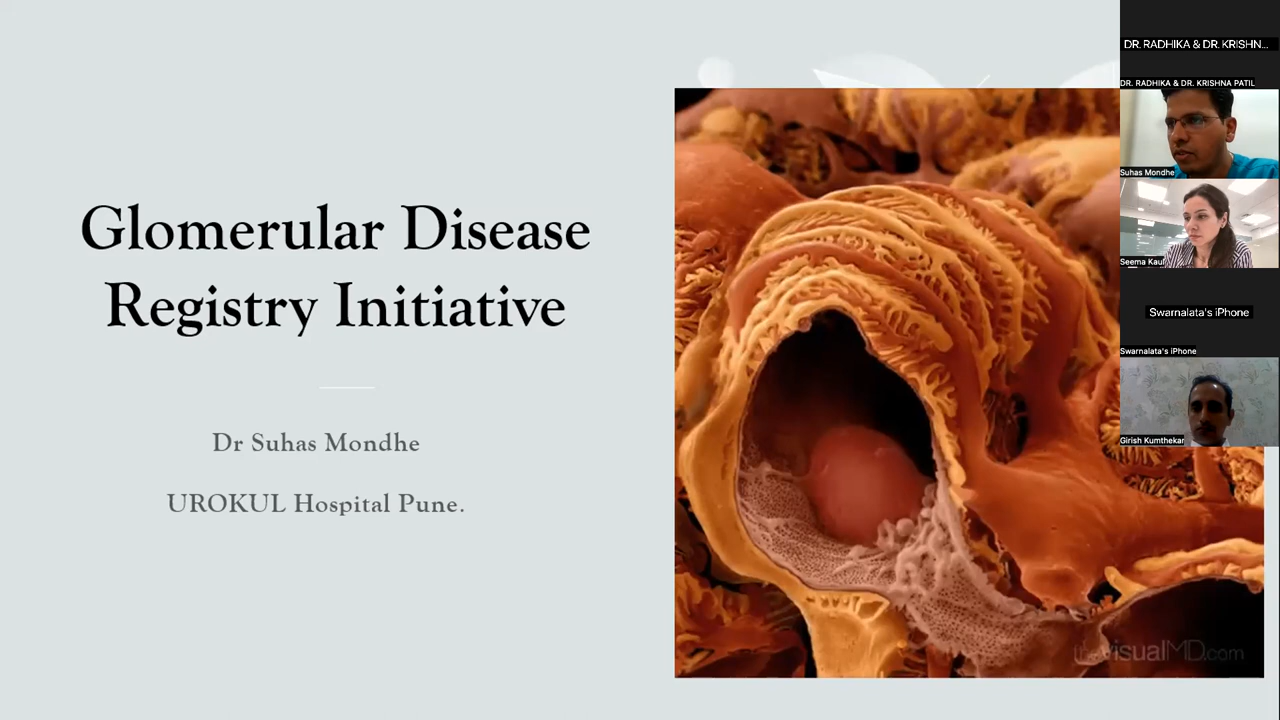 Glomerular Disease
Registry Initiative
Dr Suhas Mondhe
UROKUL Hospital Pune.
DR. RADHIKA & DR. KRISHN...
DR. RADHIKA & DR. KRISHNA PATIL
Suhas Mondhe
Seema Kaul
Swarnalata's iPhone
Swarnalata's iPhone
Girish Kumthekar
theVisualMD.com